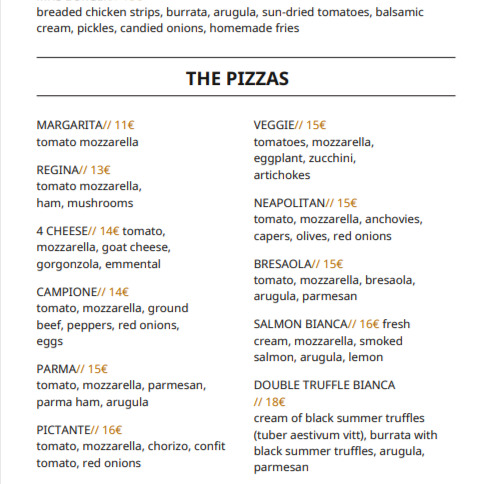 breaded chicken strips, burrata, arugula, sun-dried tomatoes, balsamic
cream, pickles, candied onions, homemade fries
THE PIZZAS
MARGARITA// 11€
tomato mozzarella
REGINA// 13€
tomato mozzarella,
ham, mushrooms
4 CHEESE// 14€ tomato,
mozzarella, goat cheese,
gorgonzola, emmental
CAMPIONE// 14€
tomato, mozzarella, ground
beef, peppers, red onions,
eggs
PARMA// 15€
tomato, mozzarella, parmesan,
parma ham, arugula
PICTANTE// 16€
tomato, mozzarella, chorizo, confit
tomato, red onions
VEGGIE// 15€
tomatoes, mozzarella,
eggplant, zucchini,
artichokes
NEAPOLITAN// 15€
tomato, mozzarella, anchovies,
capers, olives, red onions
BRESAOLA// 15€
tomato, mozzarella, bresaola,
arugula, parmesan
SALMON BIANCA// 16€ fresh
cream, mozzarella, smoked
salmon, arugula, lemon
DOUBLE TRUFFLE BIANCA
// 18€
cream of black summer truffles
(tuber aestivum vitt), burrata with
black summer truffles, arugula,
parmesan